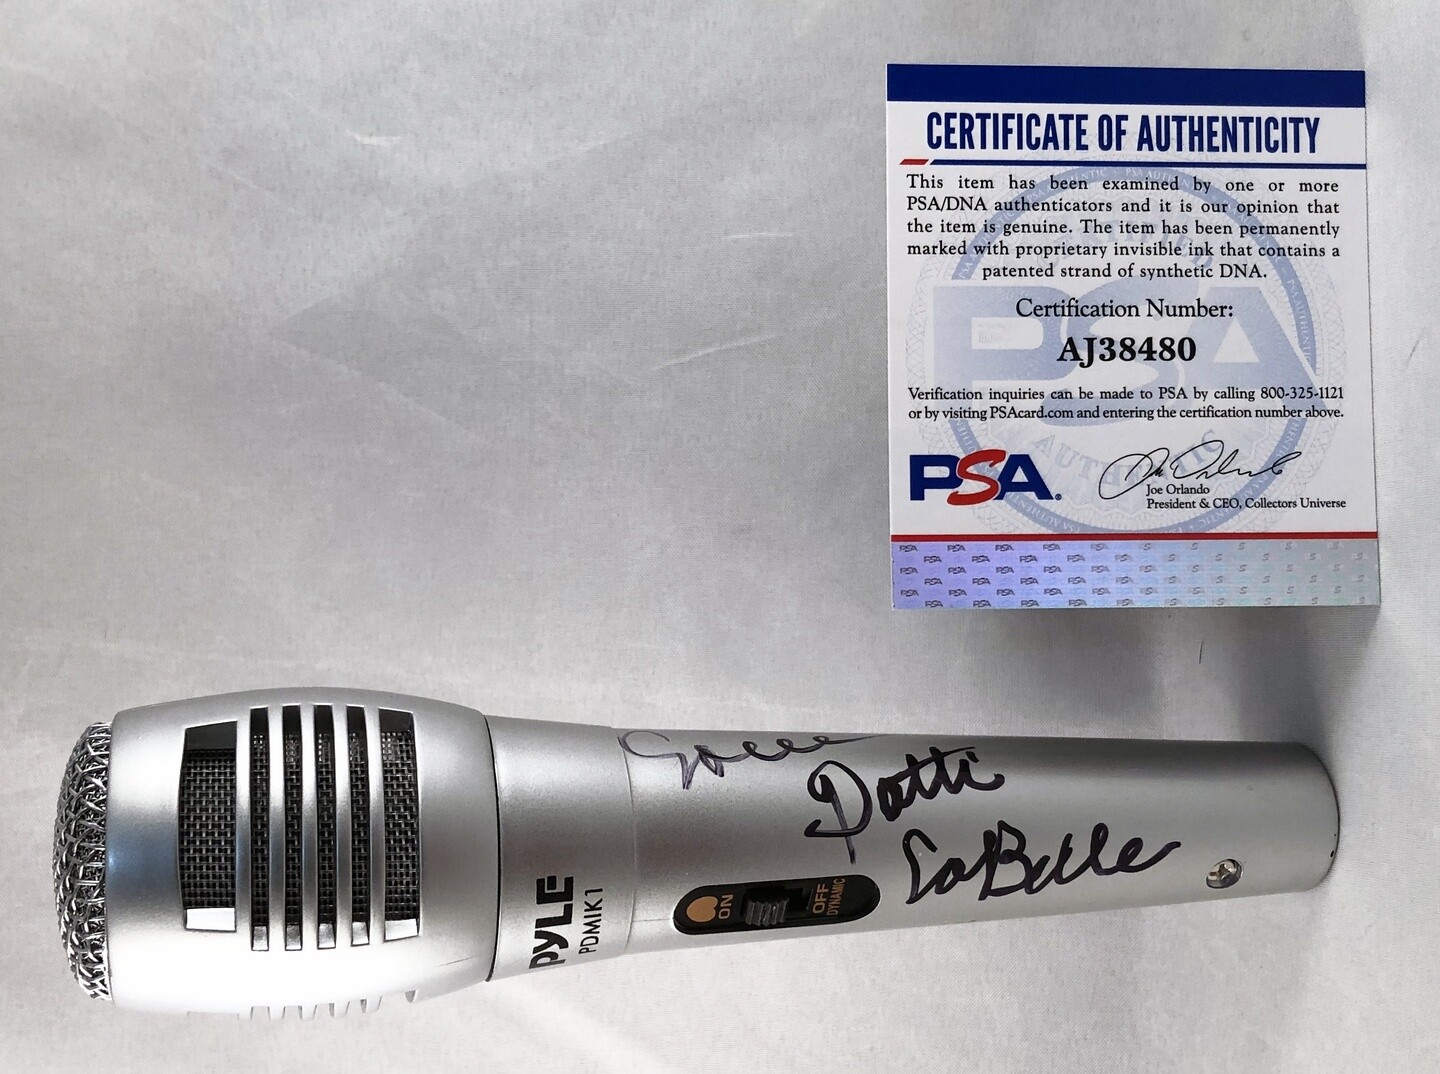 CERTIFICATE OF AUTHENTICITY
This item has been examined by one or more
PSA/DNA authenticators and it is our opinion that
the item is genuine. The item has been permanently
marked with proprietary invisible ink that contains a
patented strand of synthetic DNA.
Certification Number:
AJ38480
Verification inquiries can be made to PSA by calling 800-325-1121
or by visiting PSAcard.com and entering the certification number above.
PSA
Joe Orlando
President & CEO, Collectors Universe
Patti
LaBelle
PYLE
PDMIK1
ON
OFF
DYNAMIC